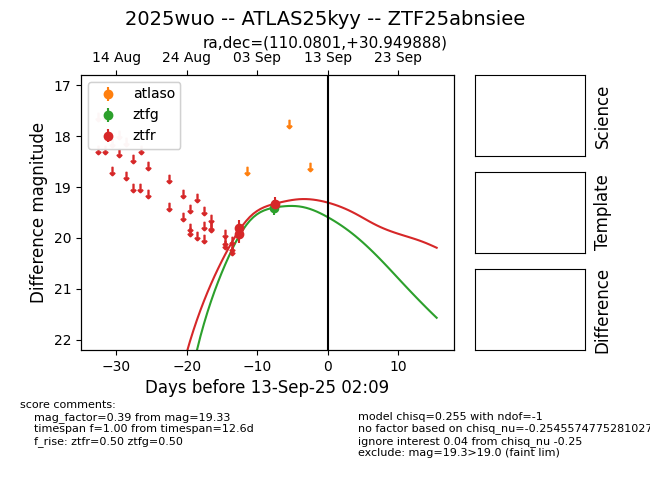 2025wuo -- ATLAS25kyy -- ZTF25abnsiee
ra,dec=(110.0801,+30.949888)
14 Aug 24 Aug 03 Sep 13 Sep 23 Sep
atlaso
ztfg
ztfr
17
18
19
20
21
22
Difference magnitude
−30 −20 −10 0 10
Days before 13-Sep-25 02:09
Science
Template
Difference
score comments:
mag_factor=0.39 from mag=19.33
timespan f=1.00 from timespan=12.6d
f_rise: ztfr=0.50 ztfg=0.50
model chisq=0.255 with ndof=-1
no factor based on chisq_nu=-0.2545574775281027
ignore interest 0.04 from chisq_nu -0.25
exclude: mag=19.3>19.0 (faint lim)